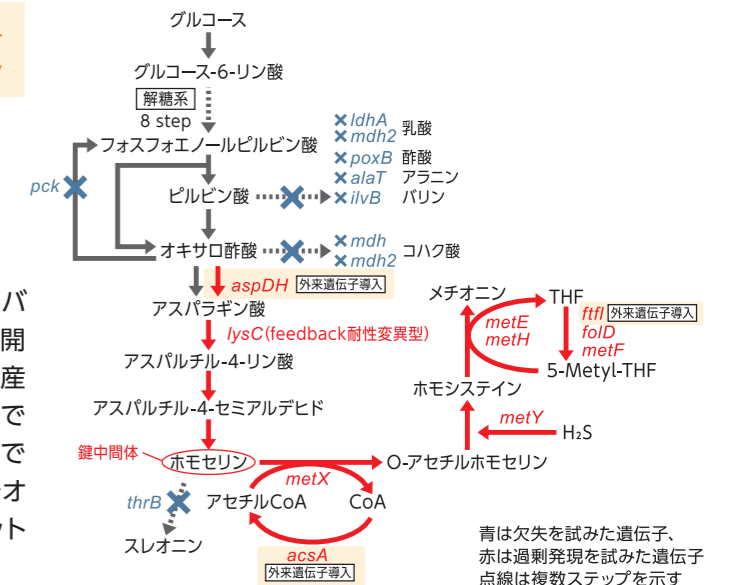 グルコース
グルコース-6-リン酸
解糖系
8 step
フォスフォエノールピルビン酸
pck
ピルビン酸
オキサロ酢酸
ldhA
mdh2
乳酸
poxB 酢酸
alaT アラニン
ilvB バリン
mdh
mdh2
コハク酸
aspDH 外来遺伝子導入
アスパラギン酸
lysC(feedback耐性変異型)
アスパルチル-4-リン酸
アスパルチル-4-セミアルデヒド
鍵中間体
ホモセリン
metX
O-アセチルホモセリン
アセチルCoA
CoA
acsA
外来遺伝子導入
thrB
スレオニン
metY
H₂S
ホモシステイン
メチオニン
metE
metH
THF
ftfl 外来遺伝子導入
folD
metF
5-Metyl-THF
バ
開
産
で
で
オ
ット
青は欠失を試みた遺伝子、
赤は過剰発現を試みた遺伝子
点線は複数ステップを示す